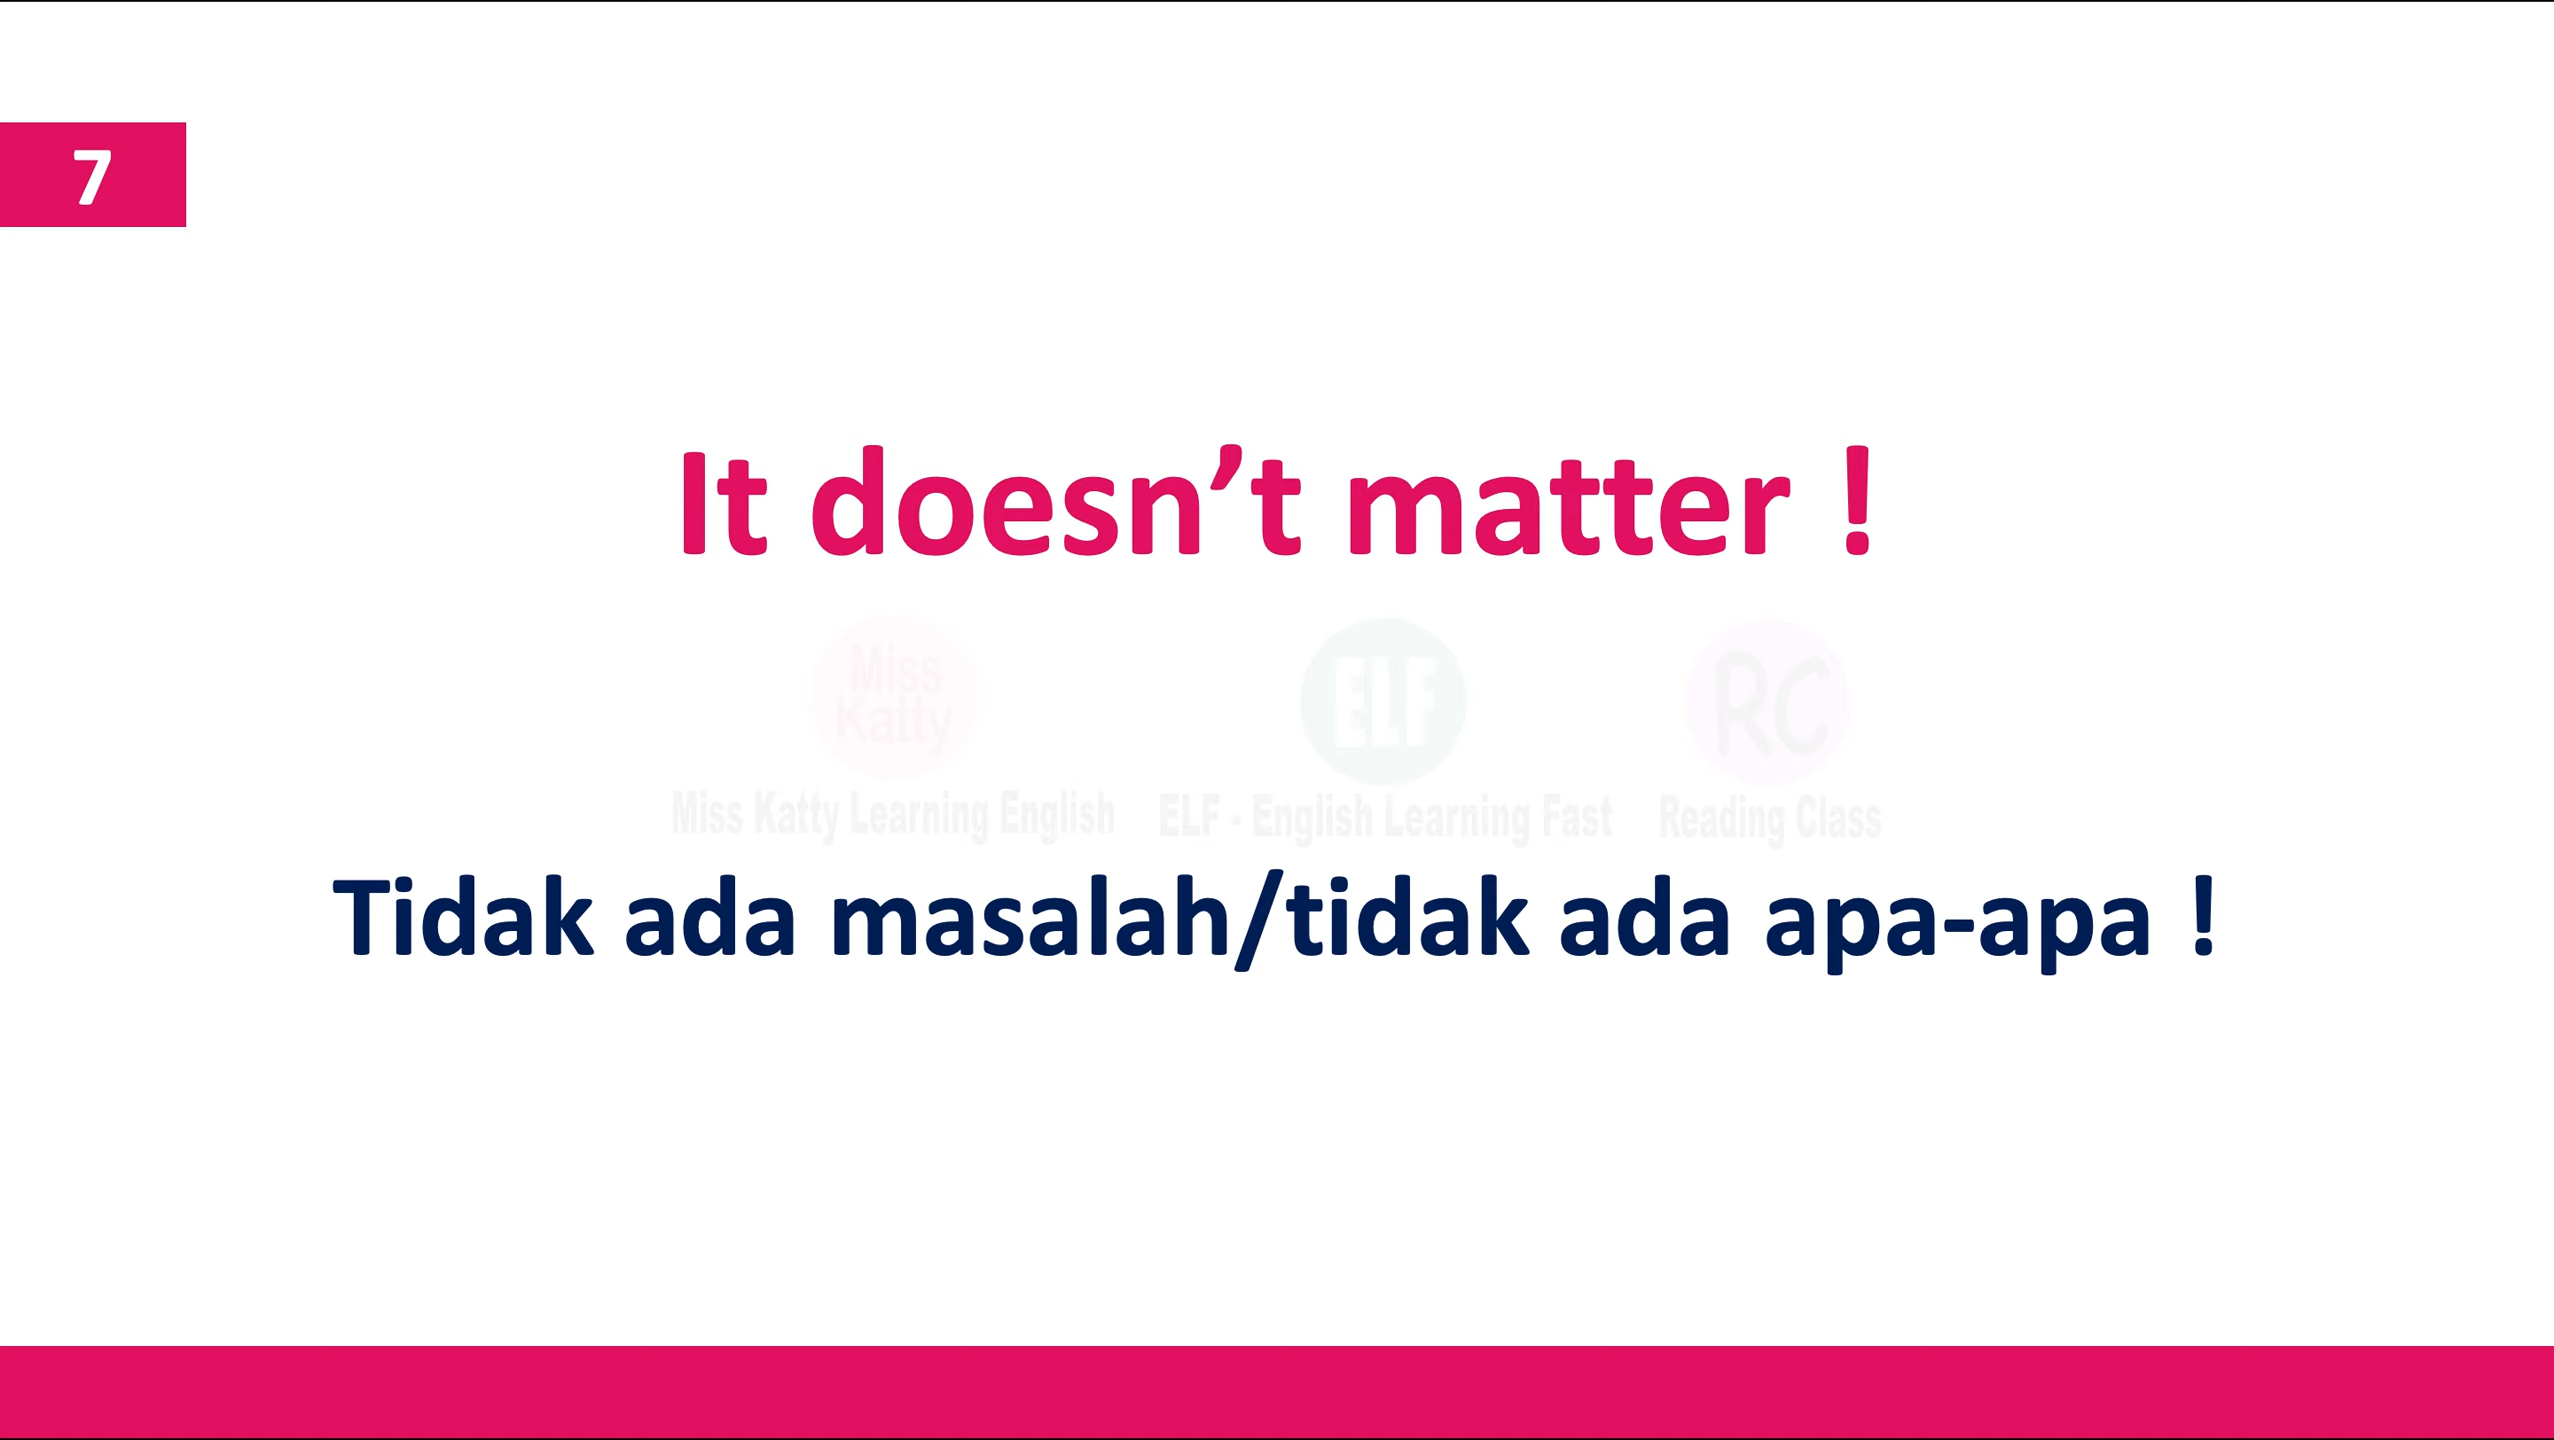 7
It doesn’t matter !
Miss
Katty
ELF
RC
Miss Katty Learning English
ELF - English Learning Fast
Reading Class
Tidak ada masalah/tidak ada apa-apa !